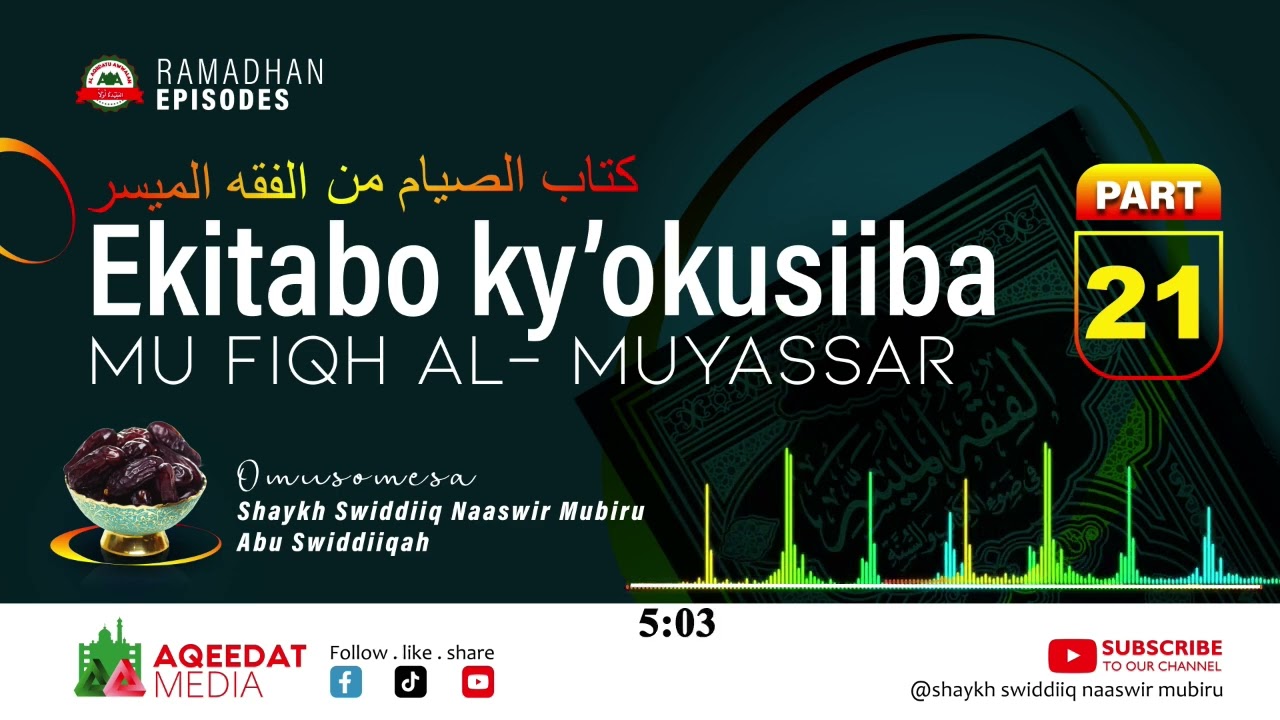 RAMADHAN
EPISODES
كتاب الصيام من الفقه الميسر
Ekitabo ky’okusiiba
MU FIQH AL- MUYASSAR
PART
21
الفقه الميسر
Omusomesa
Shaykh Swiddiiq Naaswir Mubiru
Abu Swiddiiqah
5:03
AQEEDAT
MEDIA
Follow . like . share
SUBSCRIBE
TO OUR CHANNEL
@shaykh swiddiiq naaswir mubiru